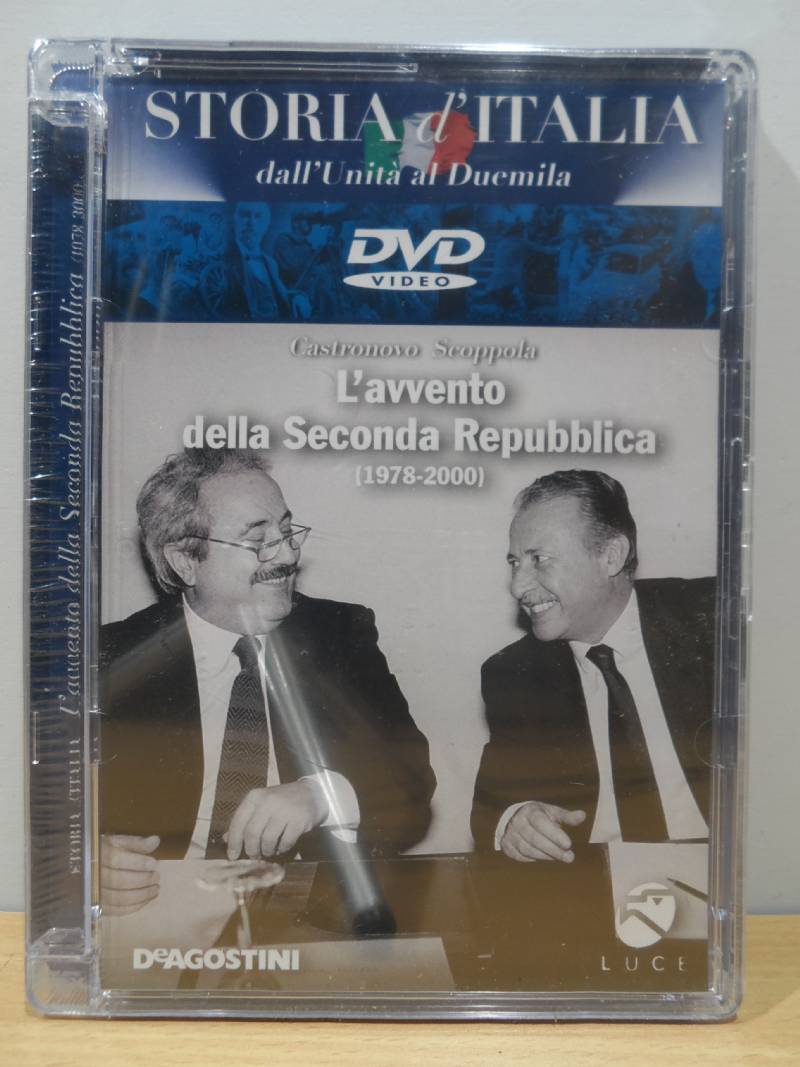 STORIA d'ITALIA
dall'Unità al Duemila
DVD
VIDEO
Castronovo Scoppola
L'avvento
della Seconda Repubblica
(1978-2000)
DeAGOSTINI
LUCE
STORIA d'ITALIA L'avvento della Seconda Repubblica (1978-2000)